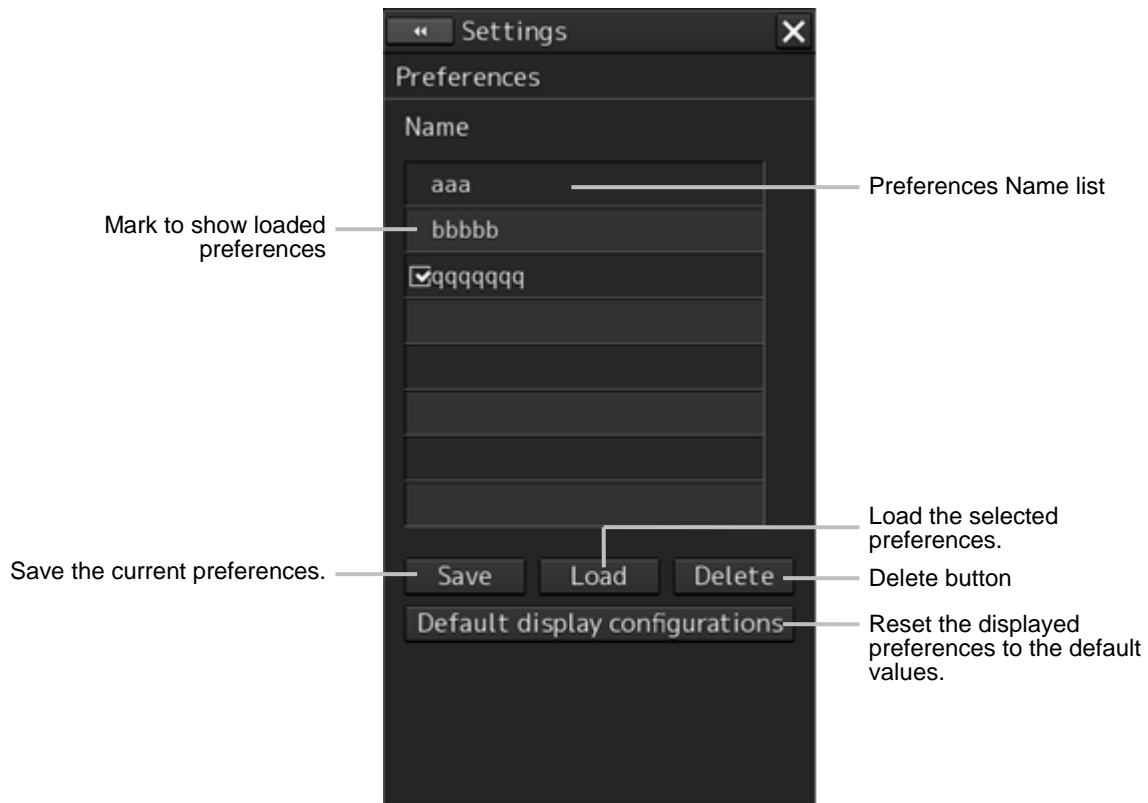 Settings
Preferences
Name
aaa
Preferences Name list
Mark to show loaded
preferences
bbbbb
qqqqqqq
Load the selected
preferences.
Save the current preferences.
Save
Load
Delete
Delete button
Default display configurations
Reset the displayed
preferences to the default
values.